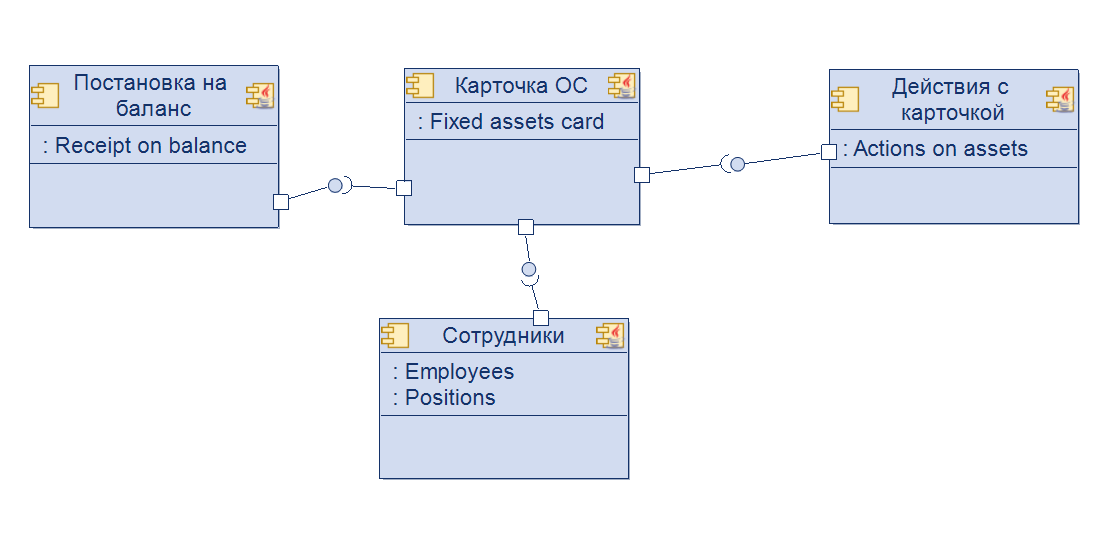 Постановка на
баланс
: Receipt on balance
Карточка ОС
: Fixed assets card
Действия с
карточкой
: Actions on assets
Сотрудники
: Employees
: Positions